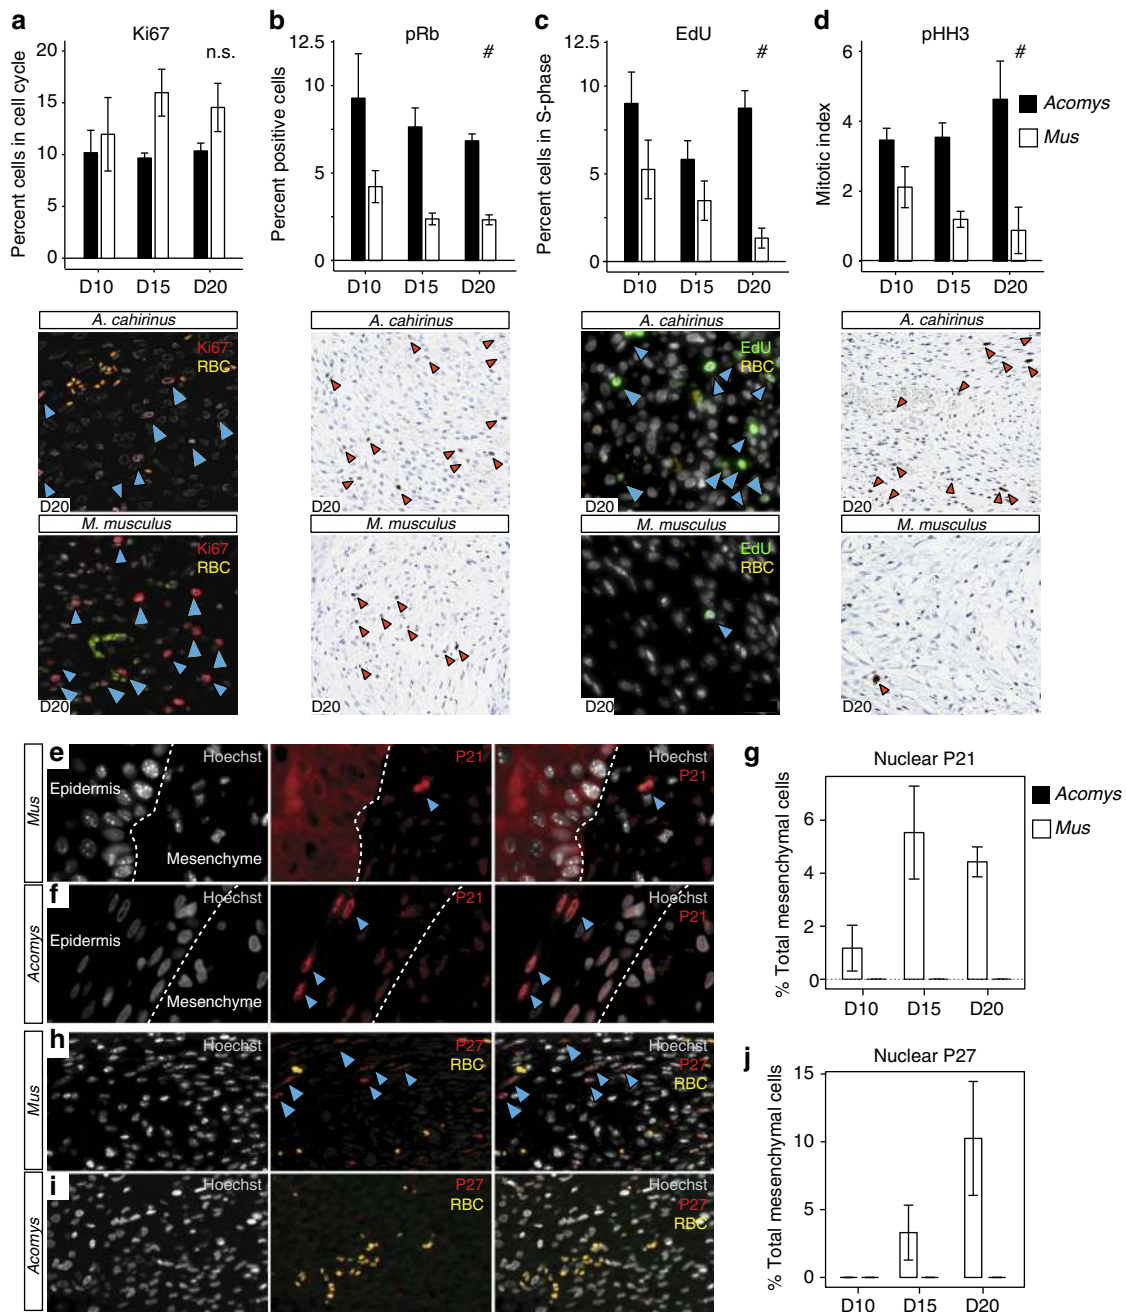 a
Ki67
n.s.
Percent cells in cell cycle
20
15
10
5
0
D10 D15 D20
b
pRb
#
Percent positive cells
12.5
10
5
0
D10 D15 D20
c
EdU
#
Percent cells in S-phase
12.5
10
5
0
D10 D15 D20
d
pHH3
#
Mitotic index
6
4
2
0
D10 D15 D20
Acomys
Mus
A. cahirinus
Ki67
RBC
D20
M. musculus
Ki67
RBC
D20
A. cahirinus
D20
M. musculus
D20
A. cahirinus
EdU
RBC
D20
M. musculus
EdU
RBC
D20
A. cahirinus
D20
M. musculus
D20
e
Mus
Hoechst
Epidermis
Mesenchyme
P21
Hoechst
P21
f
Acomys
Hoechst
Epidermis
Mesenchyme
P21
Hoechst
P21
g
Nuclear P21
% Total mesenchymal cells
6
4
2
0
D10 D15 D20
Acomys
Mus
h
Mus
Hoechst
P27
RBC
Hoechst
P27
RBC
i
Acomys
Hoechst
P27
RBC
Hoechst
P27
RBC
j
Nuclear P27
% Total mesenchymal cells
15
10
5
0
D10 D15 D20